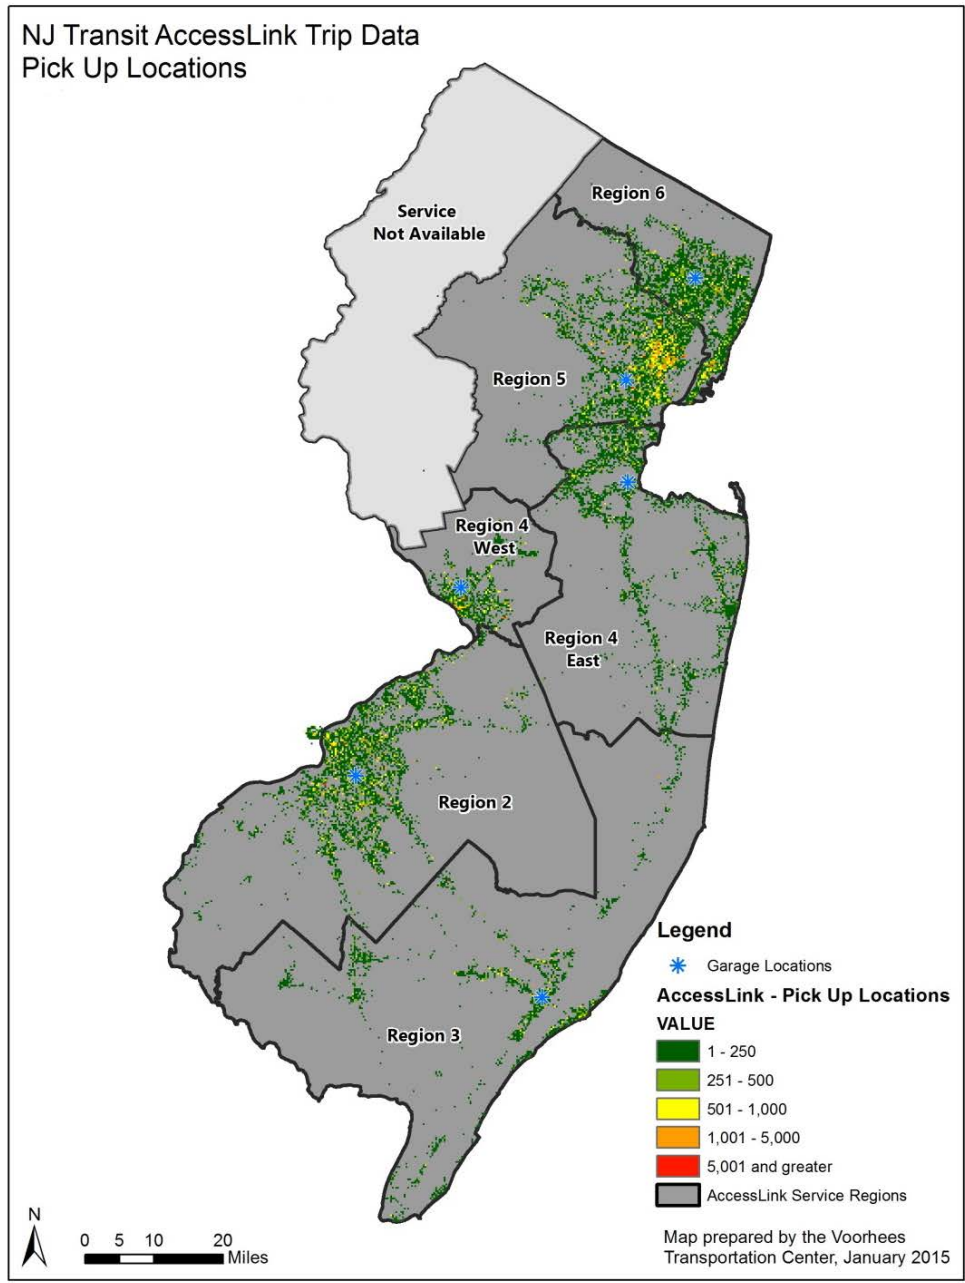 NJ Transit AccessLink Trip Data
Pick Up Locations
Region 6
Service
Not Available
Region 5
Region 4
West
Region 4
East
Region 2
Region 3
Legend
Garage Locations
AccessLink - Pick Up Locations
VALUE
1 - 250
251 - 500
501 - 1,000
1,001 - 5,000
5,001 and greater
AccessLink Service Regions
N
0 5 10 20
Miles
Map prepared by the Voorhees
Transportation Center, January 2015